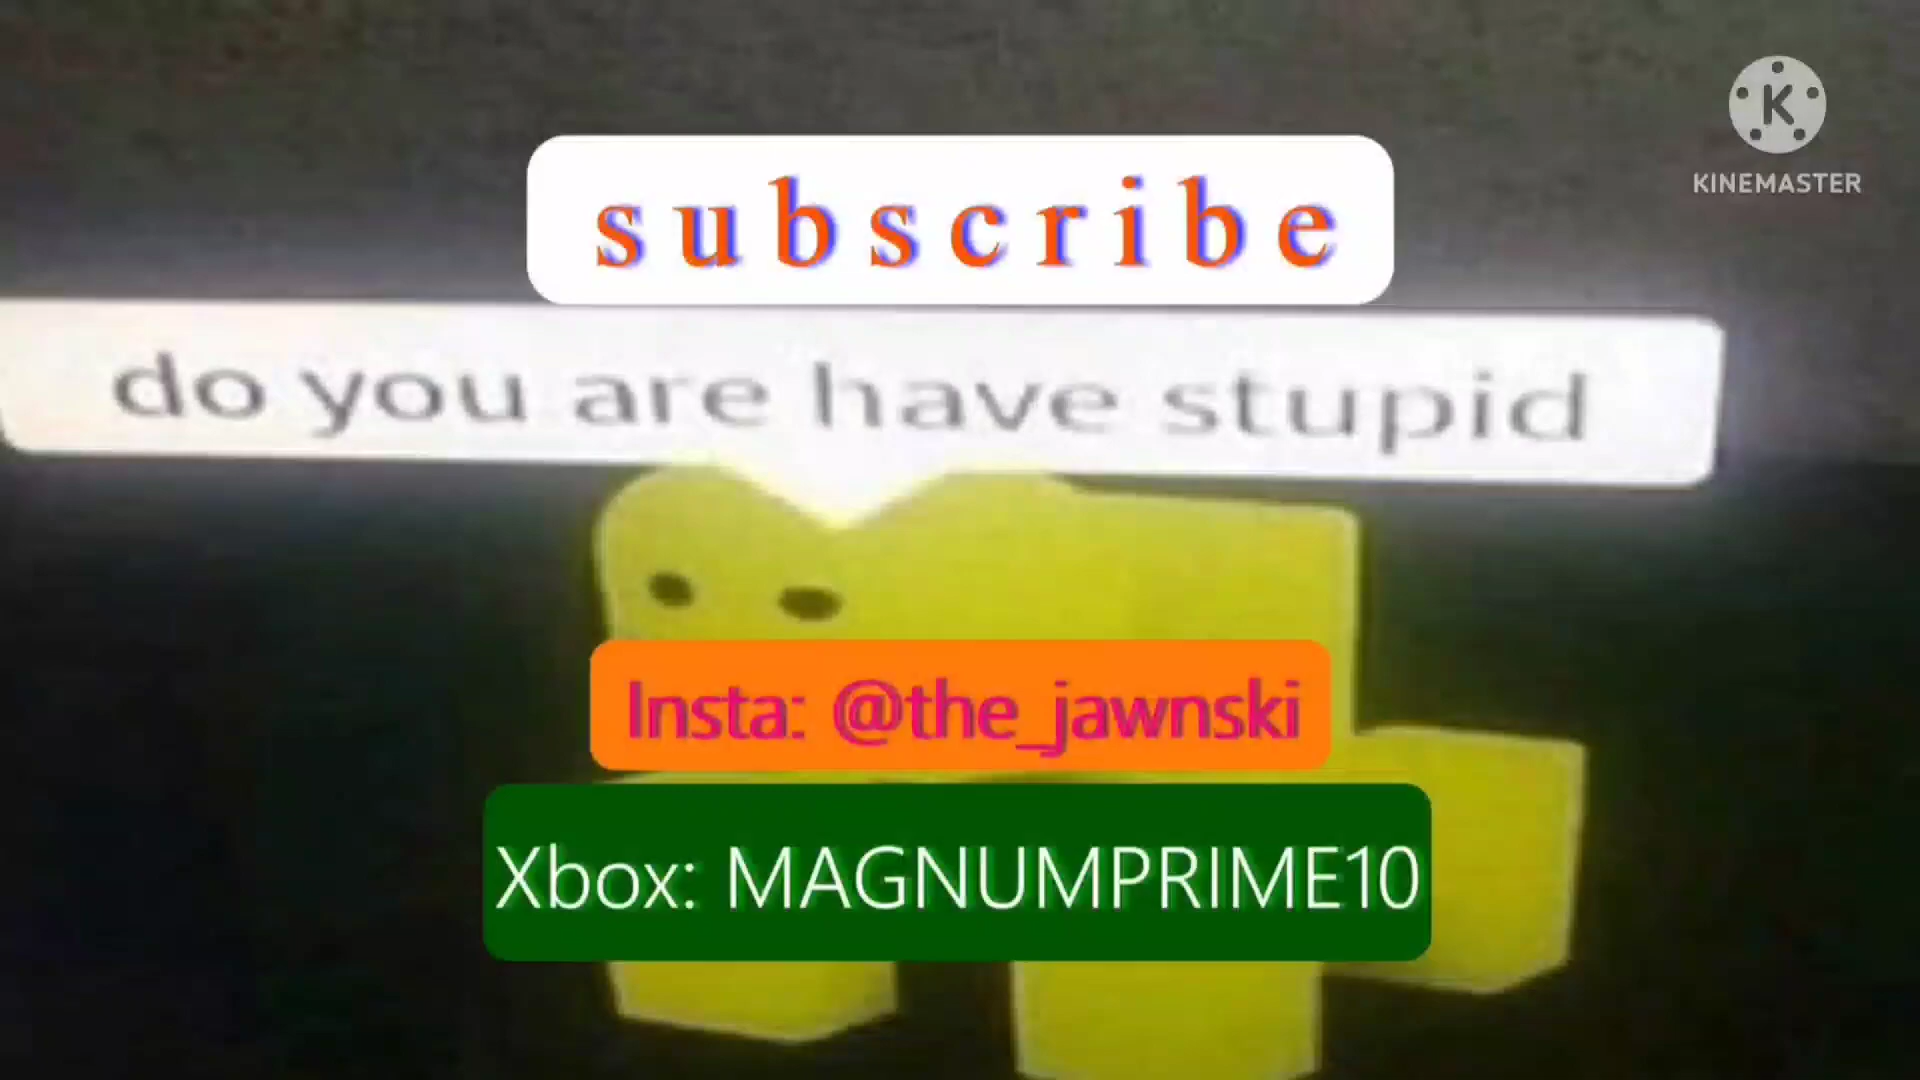 subscribe
KINEMASTER
do you are have stupid
Insta: @the_jawnski
Xbox: MAGNUMPRIME10